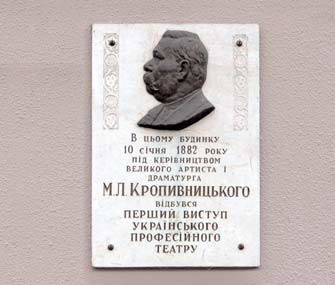 В цьому будинку
10 січня 1882 року
під керівництвом
великого артиста і
драматурга
М.Л.Кропивницького
відбувся
перший виступ
українського
професійного
театру